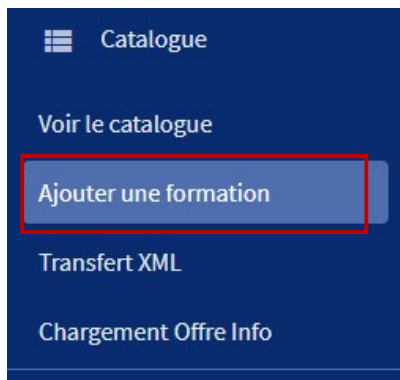 Catalogue
Voir le catalogue
Ajouter une formation
Transfert XML
Chargement Offre Info